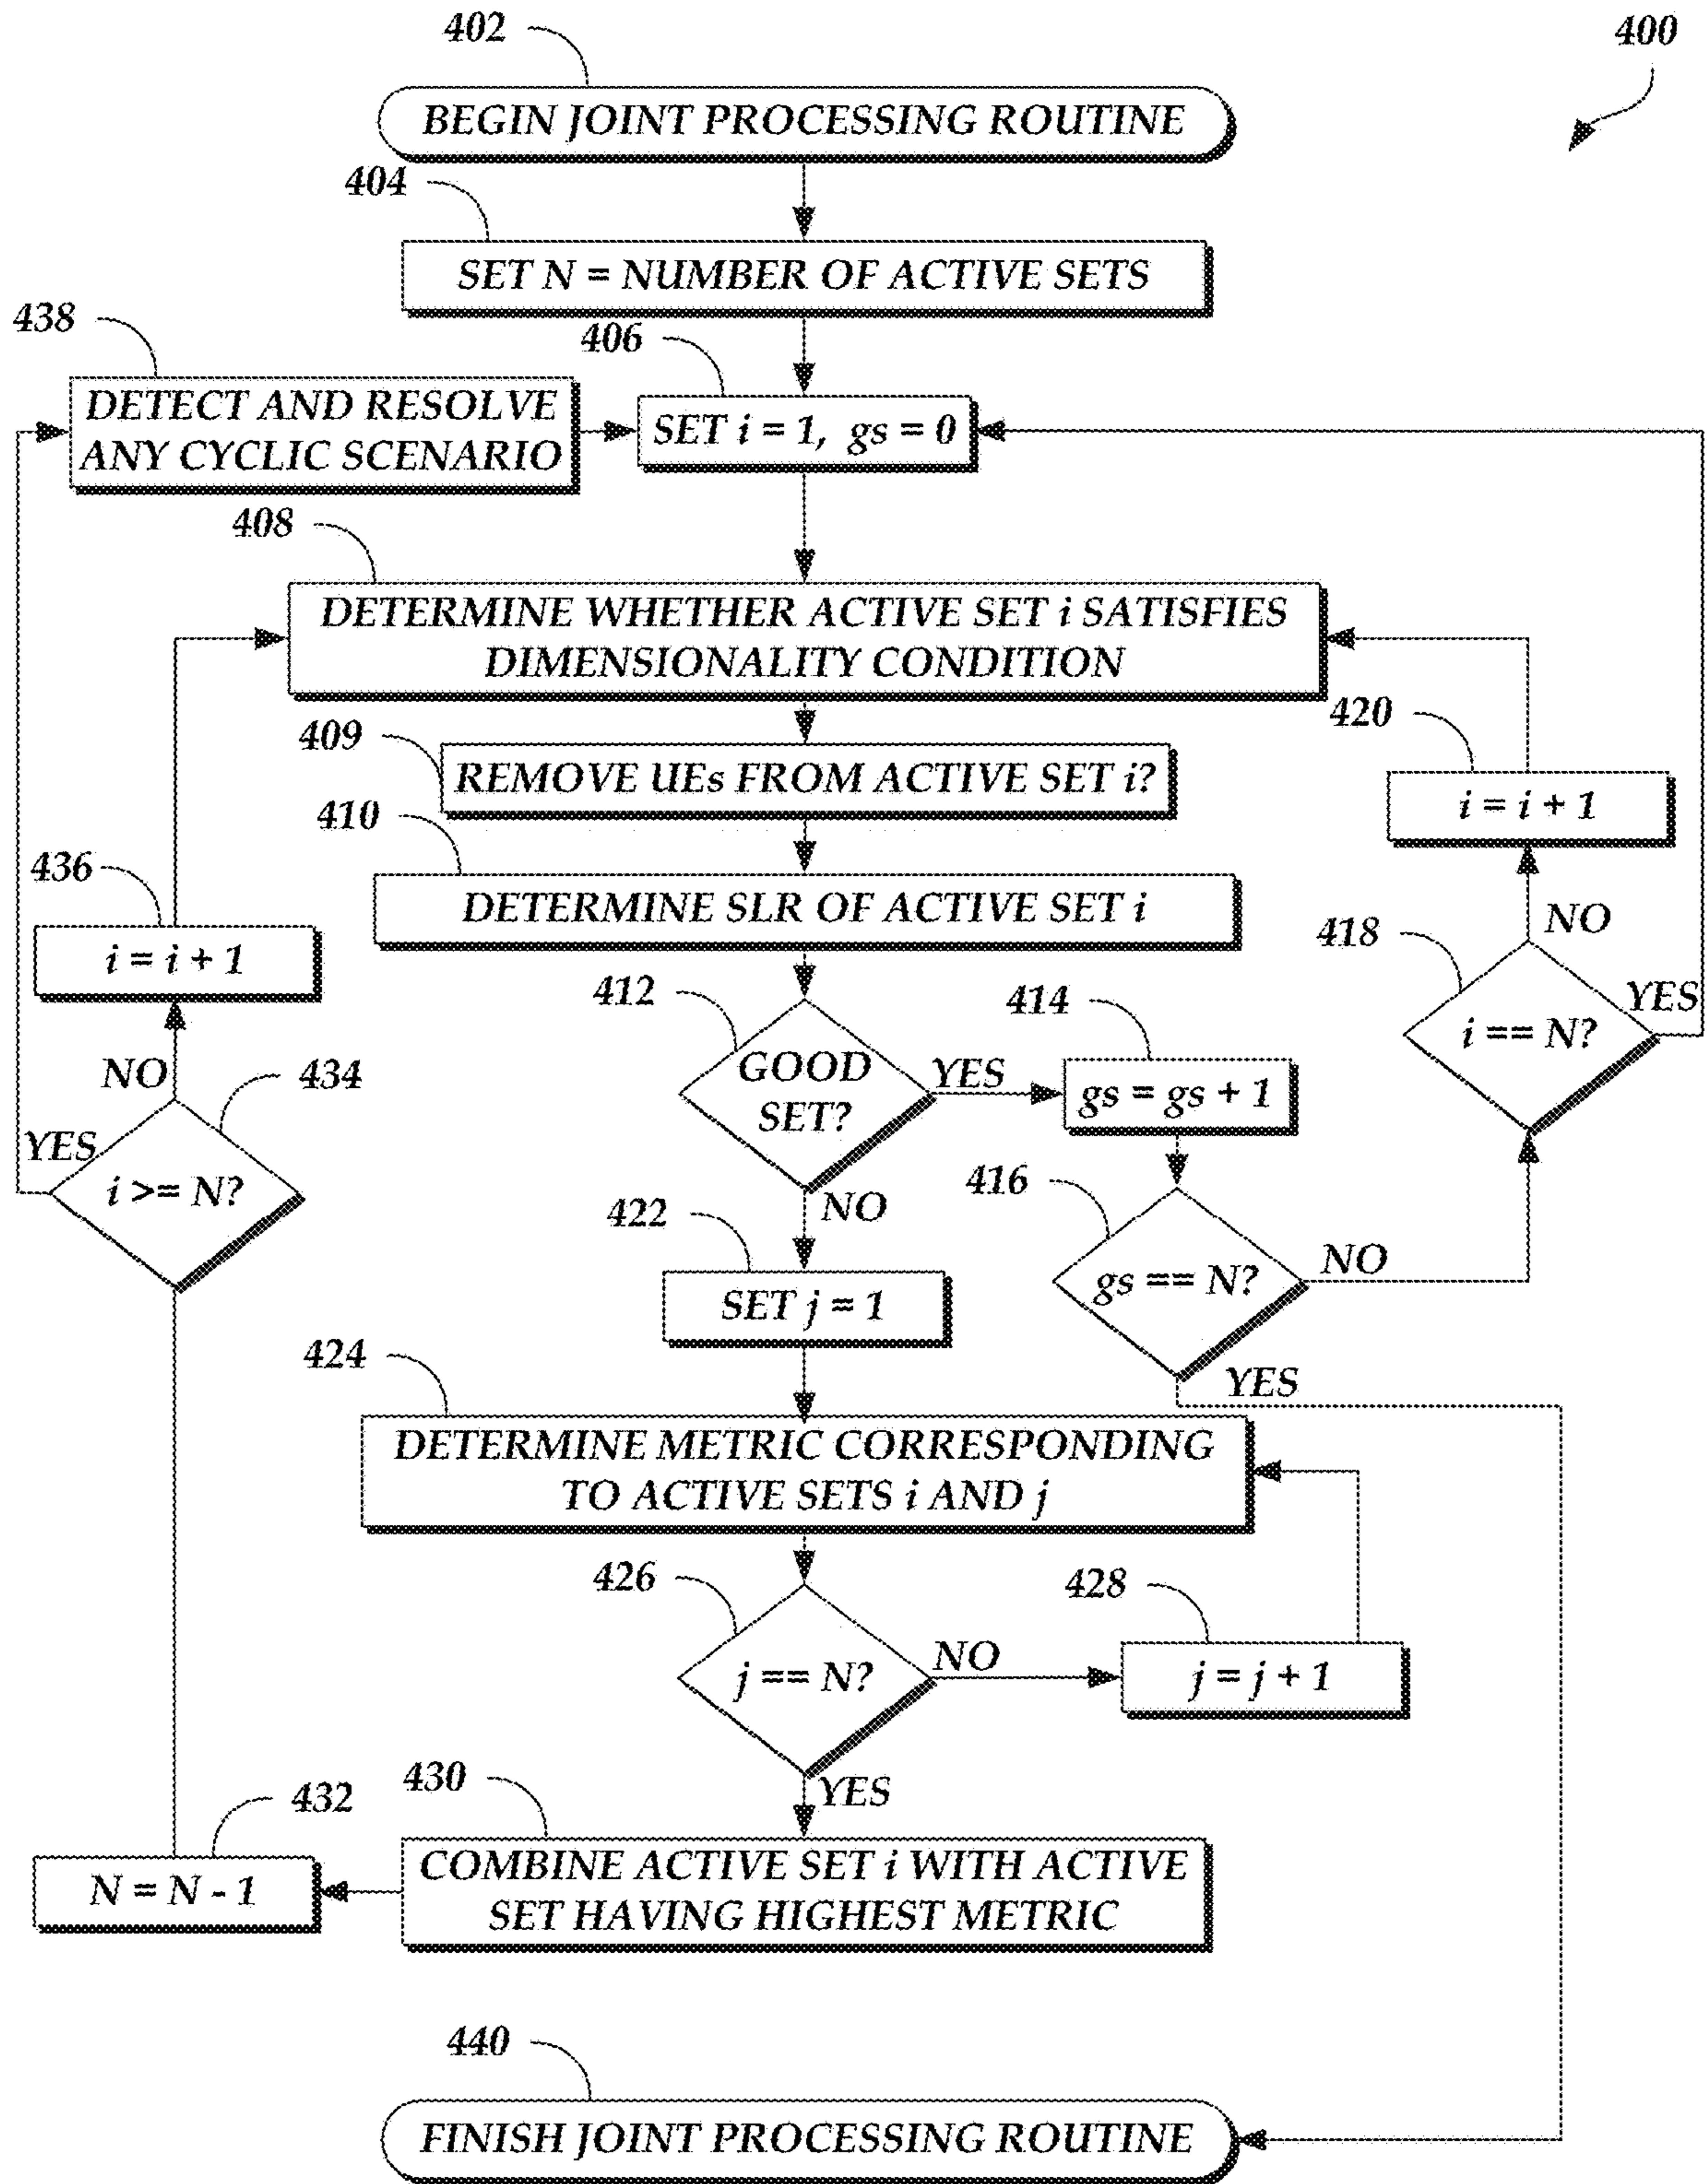 402
400
BEGIN JOINT PROCESSING ROUTINE
404
SET N = NUMBER OF ACTIVE SETS
438
406
DETECT AND RESOLVE
ANY CYCLIC SCENARIO
SET i = 1, gs = 0
408
DETERMINE WHETHER ACTIVE SET i SATISFIES
DIMENSIONALITY CONDITION
409
REMOVE UEs FROM ACTIVE SET i?
420
i = i + 1
410
DETERMINE SLR OF ACTIVE SET i
436
i = i + 1
NO
418
YES
i == N?
412
GOOD
SET?
YES
414
gs = gs + 1
NO
434
YES
i >= N?
NO
416
gs == N?
NO
YES
422
SET j = 1
424
DETERMINE METRIC CORRESPONDING
TO ACTIVE SETS i AND j
426
j == N?
NO
428
j = j + 1
YES
430
432
COMBINE ACTIVE SET i WITH ACTIVE
SET HAVING HIGHEST METRIC
N = N - 1
440
FINISH JOINT PROCESSING ROUTINE